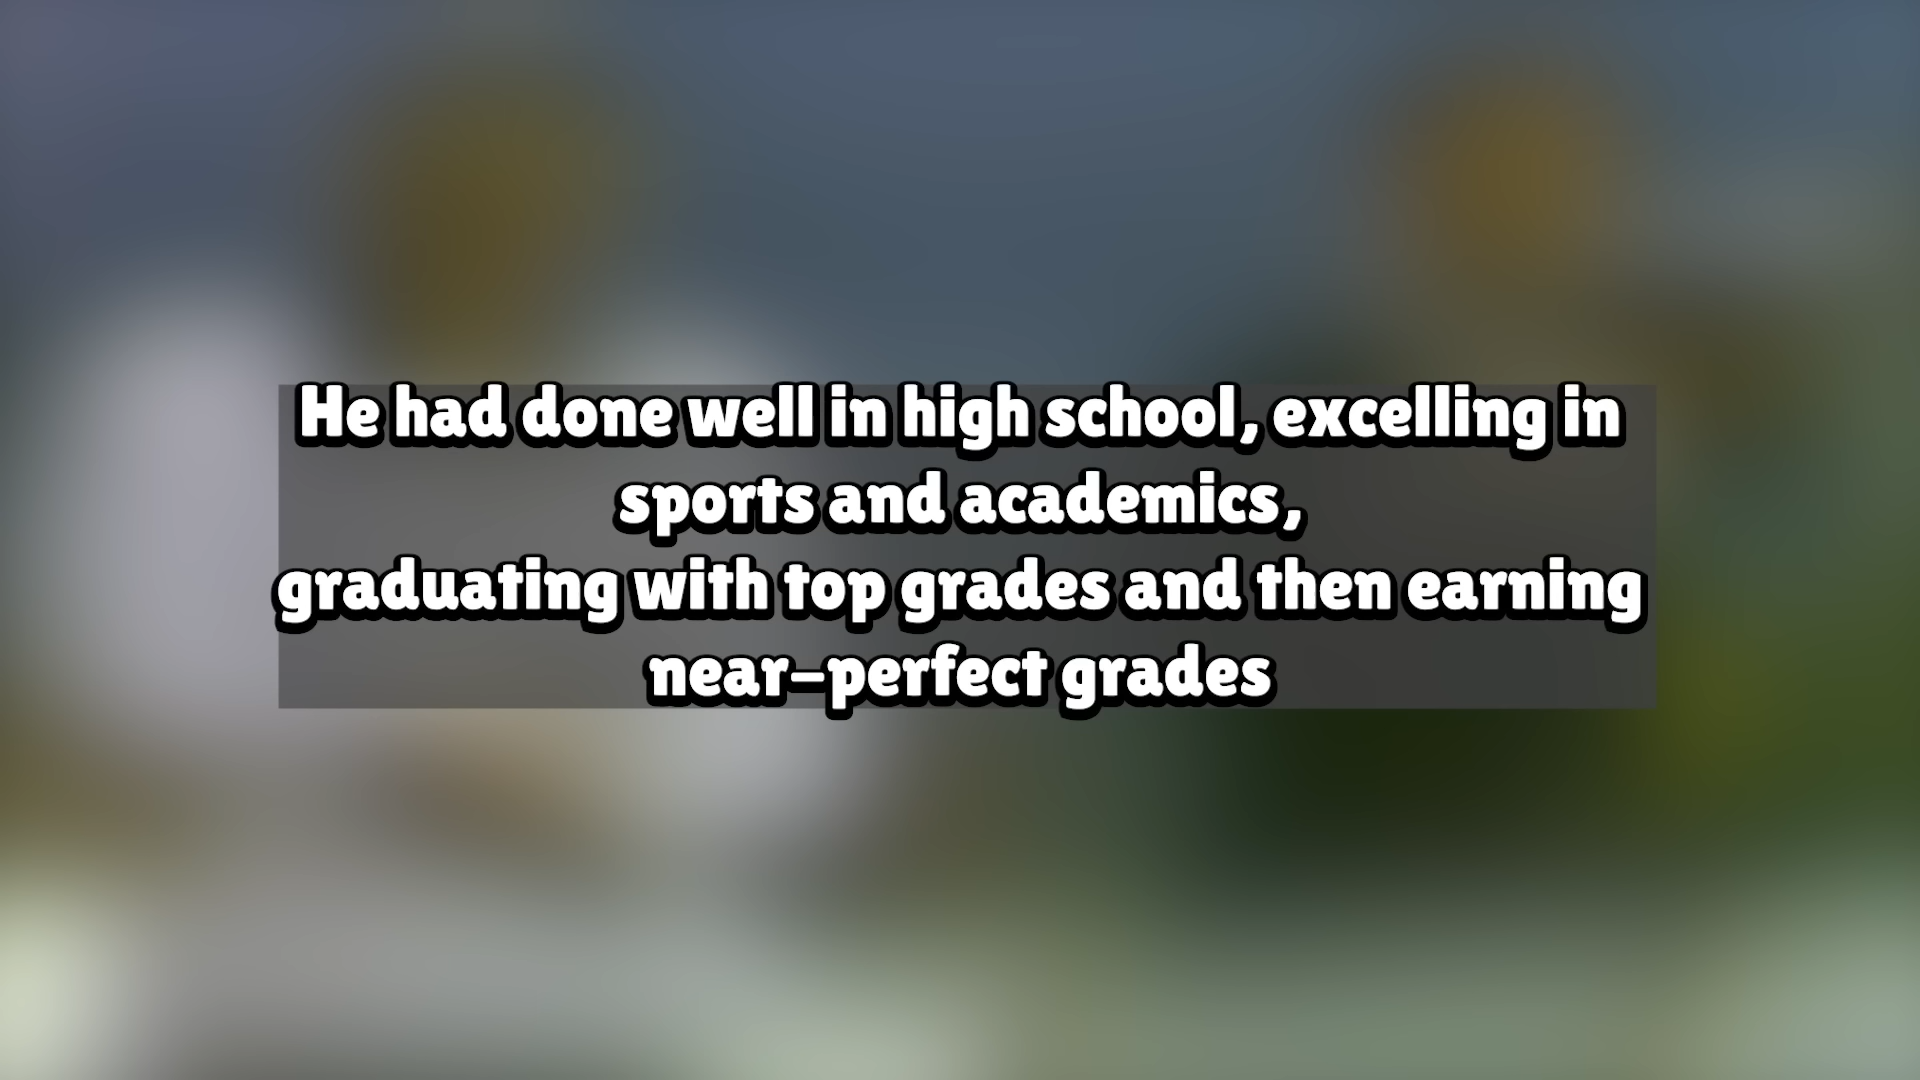 He had done well in high school, excelling in
sports and academics,
graduating with top grades and then earning
near-perfect grades